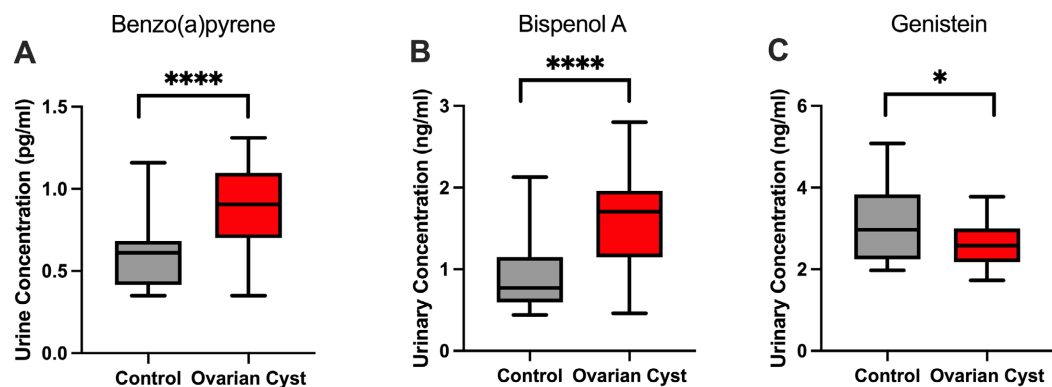 Benzo(a)pyrene
A
****
Urine Concentration (pg/ml)
1.5
1.0
0.5
0.0
Control Ovarian Cyst
Bispenol A
B
****
Urinary Concentration (ng/ml)
3
2
1
0
Control Ovarian Cyst
Genistein
C
*
Urinary Concentration (ng/ml)
6
4
2
0
Control Ovarian Cyst